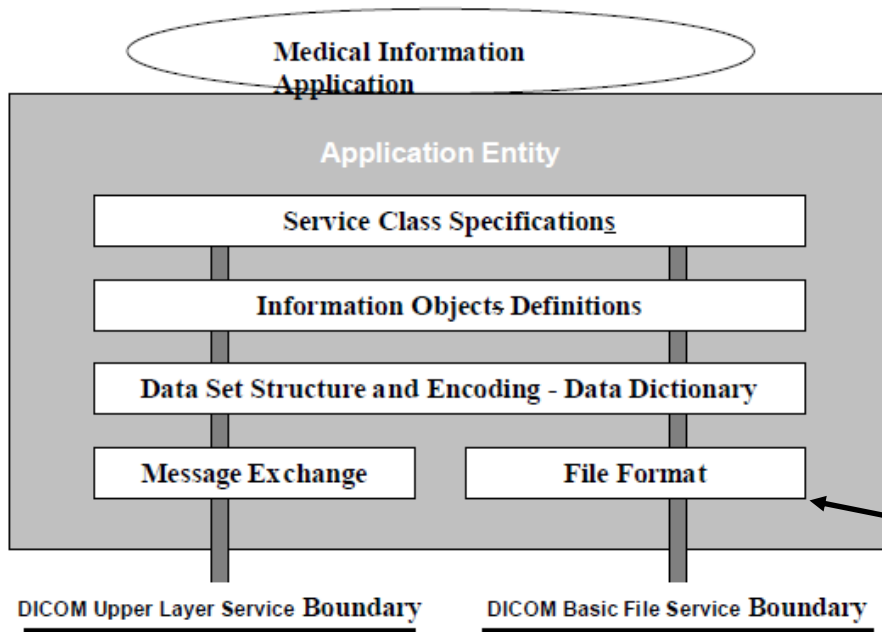 Medical Information
Application
Application Entity
Service Class Specifications
Information Objects Definitions
Data Set Structure and Encoding - Data Dictionary
Message Exchange
File Format
DICOM Upper Layer Service Boundary
DICOM Basic File Service Boundary